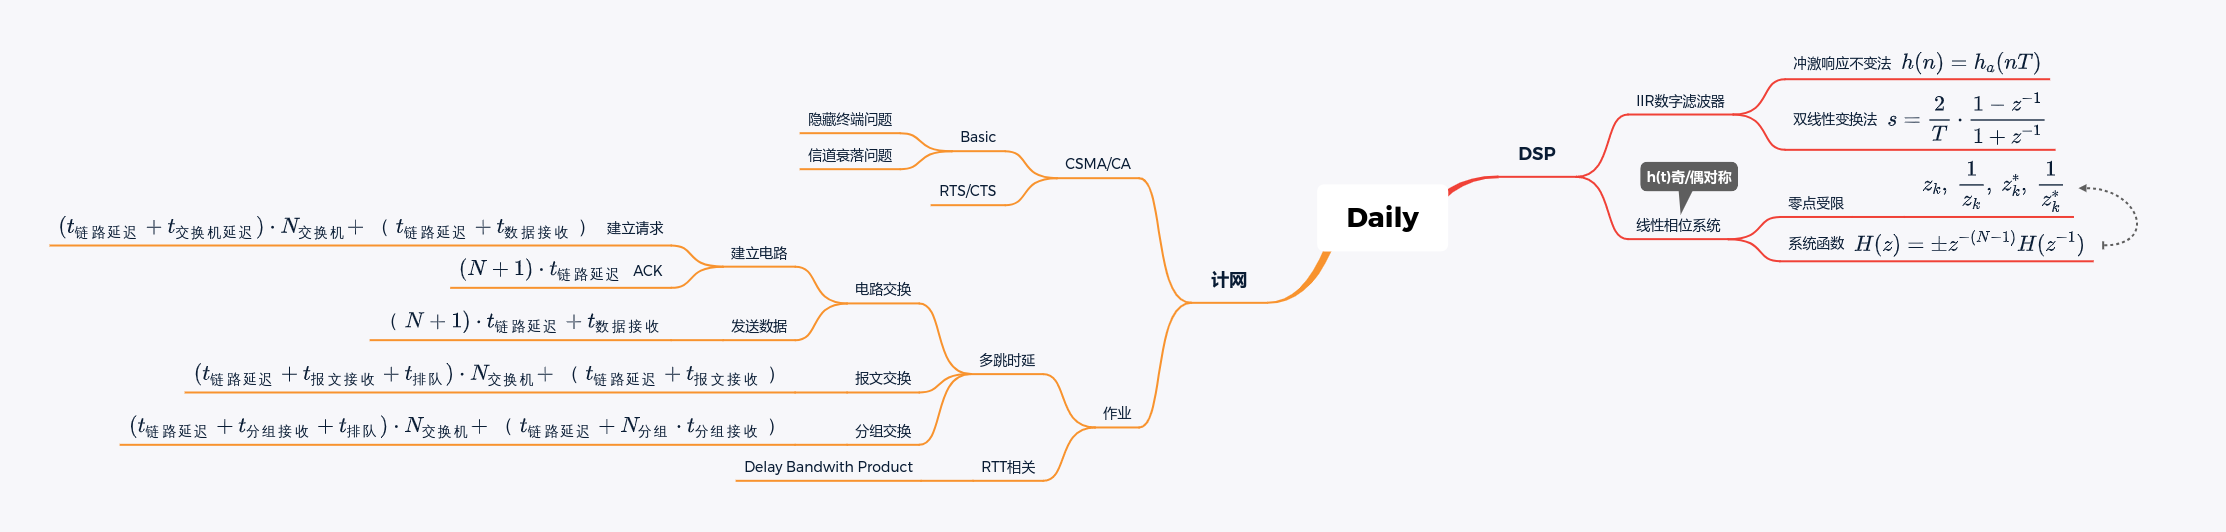 Daily
DSP
IIR数字滤波器
冲激响应不变法 h(n) = h_a(nT)
双线性变换法 s = \frac{2}{T} \cdot \frac{1 - z^{-1}}{1 + z^{-1}}
h(t)奇/偶对称
线性相位系统
零点受限 z_k, \frac{1}{z_k}, z_k^*, \frac{1}{z_k^*}
系统函数 H(z) = \pm z^{-(N-1)} H(z^{-1})
计网
CSMA/CA
Basic
隐藏终端问题
信道衰落问题
RTS/CTS
作业
多跳时延
电路交换
建立电路
(t_{链路延迟} + t_{交换机延迟}) \cdot N_{交换机} + （t_{链路延迟} + t_{数据接收}） 建立请求
(N + 1) \cdot t_{链路延迟} ACK
（N + 1) \cdot t_{链路延迟} + t_{数据接收} 发送数据
(t_{链路延迟} + t_{报文接收} + t_{排队}) \cdot N_{交换机} + （t_{链路延迟} + t_{报文接收}） 报文交换
(t_{链路延迟} + t_{分组接收} + t_{排队}) \cdot N_{交换机} + （t_{链路延迟} + N_{分组} \cdot t_{分组接收}） 分组交换
Delay Bandwith Product RTT相关